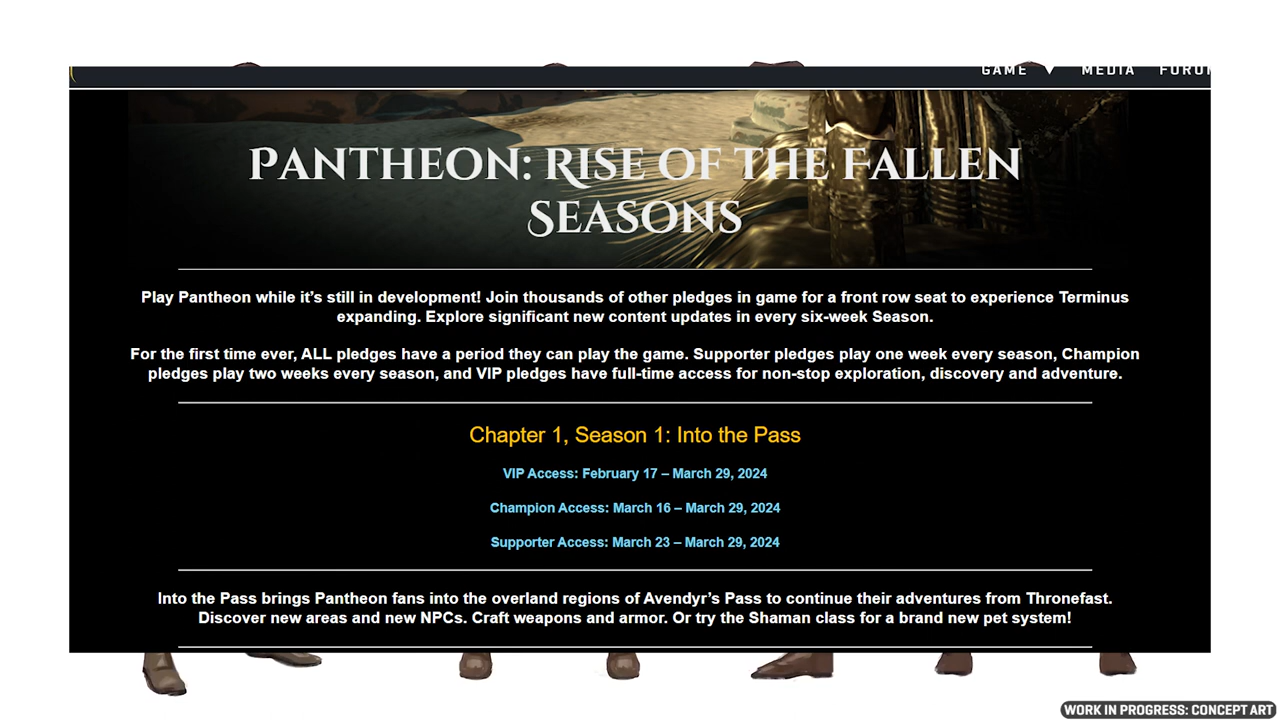 GAME ▼ MEDIA
PANTHEON: RISE OF THE FALLEN
SEASONS
Play Pantheon while it's still in development! Join thousands of other pledges in game for a front row seat to experience Terminus
expanding. Explore significant new content updates in every six-week Season.
For the first time ever, ALL pledges have a period they can play the game. Supporter pledges play one week every season, Champion
pledges play two weeks every season, and VIP pledges have full-time access for non-stop exploration, discovery and adventure.
Chapter 1, Season 1: Into the Pass
VIP Access: February 17 – March 29, 2024
Champion Access: March 16 – March 29, 2024
Supporter Access: March 23 – March 29, 2024
Into the Pass brings Pantheon fans into the overland regions of Avendyr's Pass to continue their adventures from Thronefast.
Discover new areas and new NPCs. Craft weapons and armor. Or try the Shaman class for a brand new pet system!
WORK IN PROGRESS: CONCEPT ART